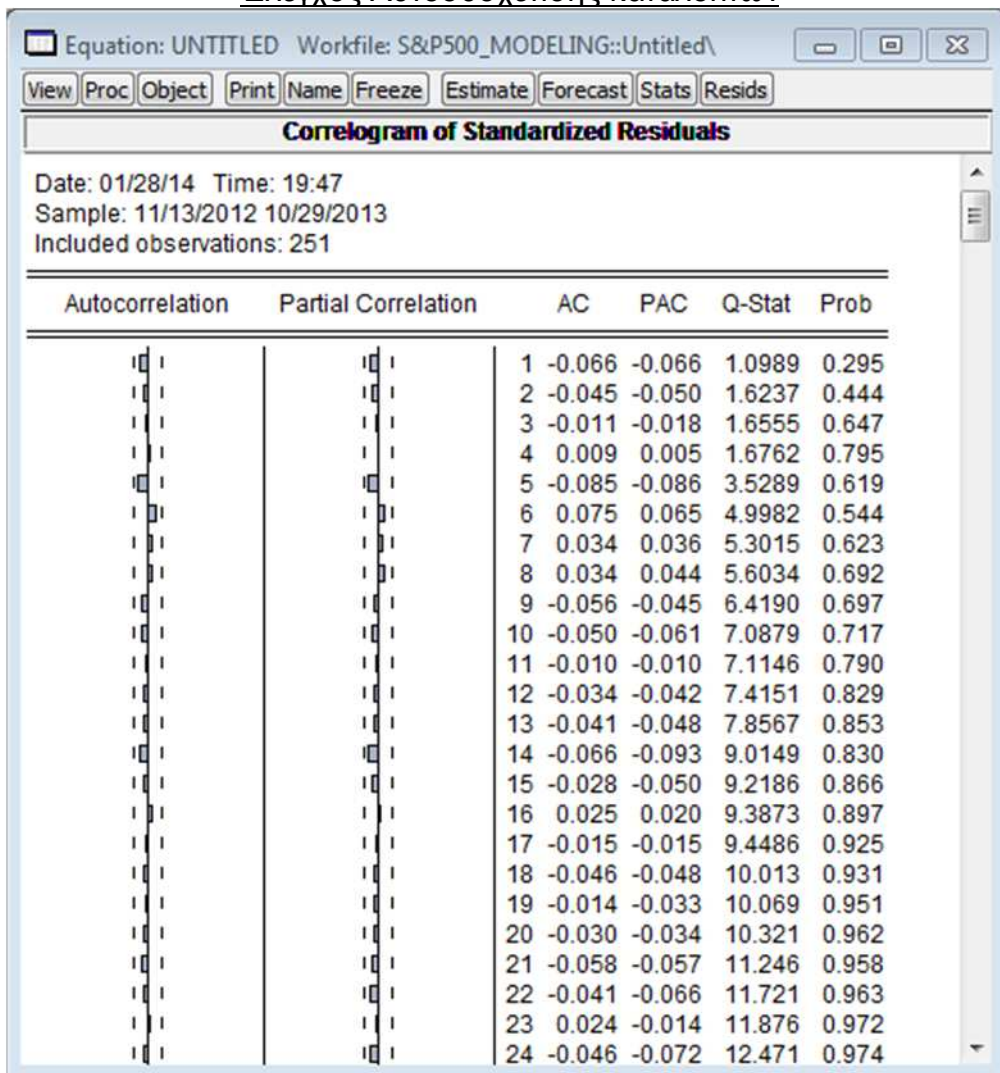 Equation: UNTITLED Workfile: S&P500_MODELING::Untitled\
View Proc Object Print Name Freeze Estimate Forecast Stats Resids
Correlogram of Standardized Residuals
Date: 01/28/14 Time: 19:47
Sample: 11/13/2012 10/29/2013
Included observations: 251
Autocorrelation Partial Correlation AC PAC Q-Stat Prob
1 -0.066 -0.066 1.0989 0.295
2 -0.045 -0.050 1.6237 0.444
3 -0.011 -0.018 1.6555 0.647
4 0.009 0.005 1.6762 0.795
5 -0.085 -0.086 3.5289 0.619
6 0.075 0.065 4.9982 0.544
7 0.034 0.036 5.3015 0.623
8 0.034 0.044 5.6034 0.692
9 -0.056 -0.045 6.4190 0.697
10 -0.050 -0.061 7.0879 0.717
11 -0.010 -0.010 7.1146 0.790
12 -0.034 -0.042 7.4151 0.829
13 -0.041 -0.048 7.8567 0.853
14 -0.066 -0.093 9.0149 0.830
15 -0.028 -0.050 9.2186 0.866
16 0.025 0.020 9.3873 0.897
17 -0.015 -0.015 9.4486 0.925
18 -0.046 -0.048 10.013 0.931
19 -0.014 -0.033 10.069 0.951
20 -0.030 -0.034 10.321 0.962
21 -0.058 -0.057 11.246 0.958
22 -0.041 -0.066 11.721 0.963
23 0.024 -0.014 11.876 0.972
24 -0.046 -0.072 12.471 0.974